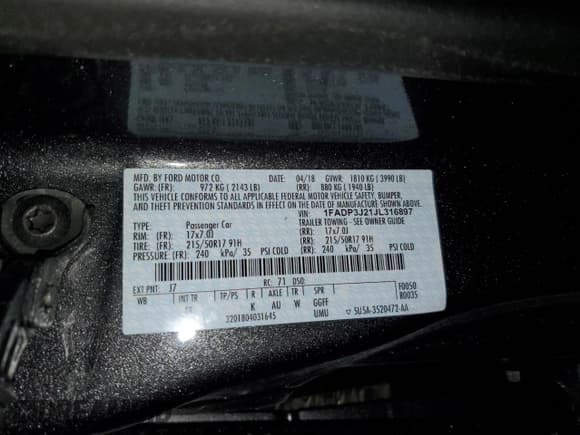 MFD. BY FORD MOTOR CO. 04/18 GVWR: 1810 KG ( 3990 LB)
GAWR: (FR): 972 KG ( 2143 LB) (RR): 880 KG ( 1940 LB)
THIS VEHICLE CONFORMS TO ALL APPLICABLE FEDERAL MOTOR VEHICLE SAFETY, BUMPER,
AND THEFT PREVENTION STANDARDS IN EFFECT ON THE DATE OF MANUFACTURE SHOWN ABOVE.
VIN: 1FADP3J21JL316897
TYPE: Passenger Car TRAILER TOWING - SEE OWNER GUIDE
RIM: (FR): 17x7.0J (RR): 17x7.0J
TIRE: (FR): 215/50R17 91H (RR): 215/50R17 91H
PRESSURE: (FR): 240 kPa/ 35 PSI COLD (RR): 240 kPa/ 35 PSI COLD
EXT PNT: J7 RC: 71 DSO: F0050
WB INT TR TP/PS R AXLE TR SPR R0035
K AU W GGFF
3201804031645 UMU 5U5A-3520472-AA